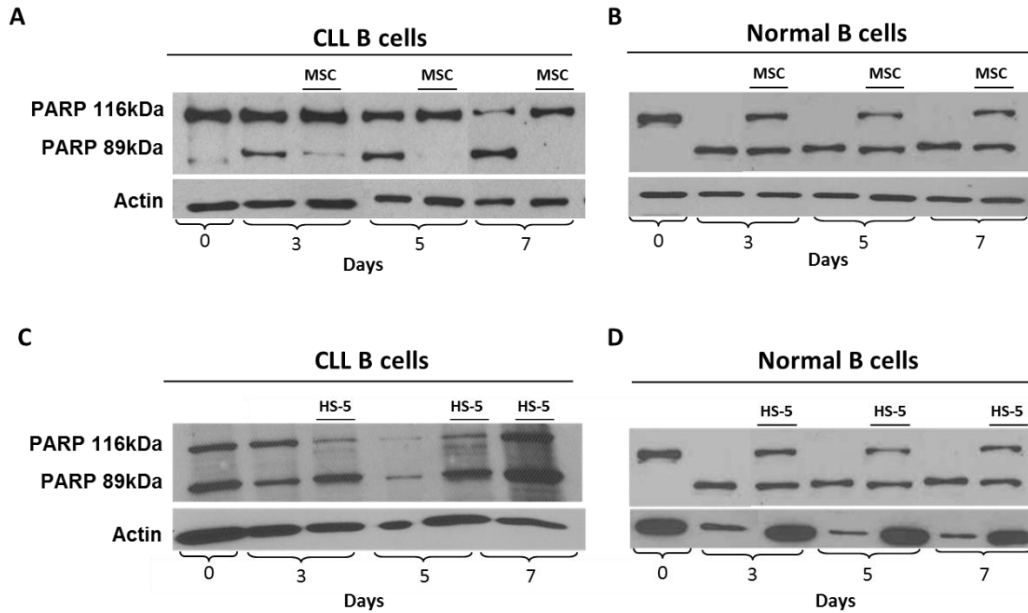 A
CLL B cells
MSC MSC MSC
PARP 116kDa
PARP 89kDa
Actin
0 3 5 7
Days
B
Normal B cells
MSC MSC MSC
0 3 5 7
Days
C
CLL B cells
HS-5 HS-5 HS-5
PARP 116kDa
PARP 89kDa
Actin
0 3 5 7
Days
D
Normal B cells
HS-5 HS-5 HS-5
0 3 5 7
Days